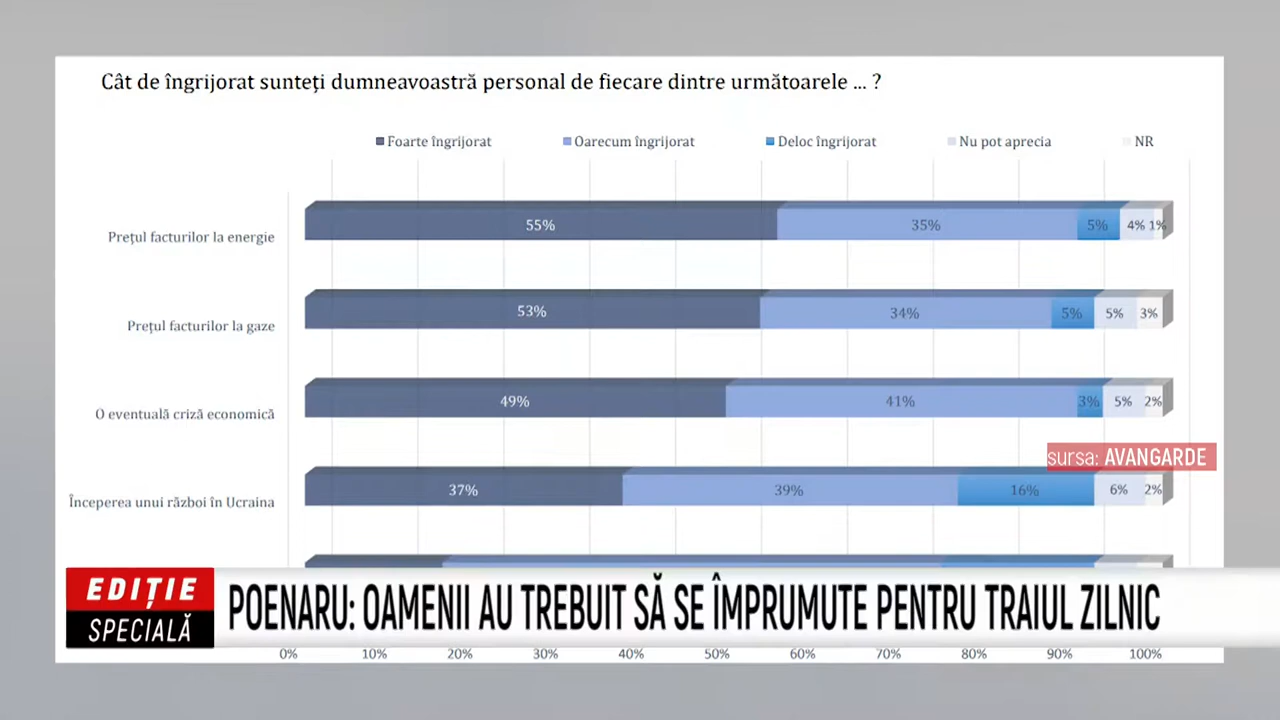 Cât de îngrijorat sunteți dumneavoastră personal de fiecare dintre următoarele ... ?
Foarte îngrijorat Oarecum îngrijorat Deloc îngrijorat Nu pot aprecia NR
Prețul facturilor la energie 55% 35% 5% 4% 1%
Prețul facturilor la gaze 53% 34% 5% 5% 3%
O eventuală criză economică 49% 41% 3% 5% 2%
sursa: AVANGARDE
Începerea unui război în Ucraina 37% 39% 16% 6% 2%
EDIȚIE
SPECIALĂ
POENARU: OAMENII AU TREBUIT SĂ SE ÎMPRUMUTE PENTRU TRAIUL ZILNIC
0% 10% 20% 30% 40% 50% 60% 70% 80% 90% 100%